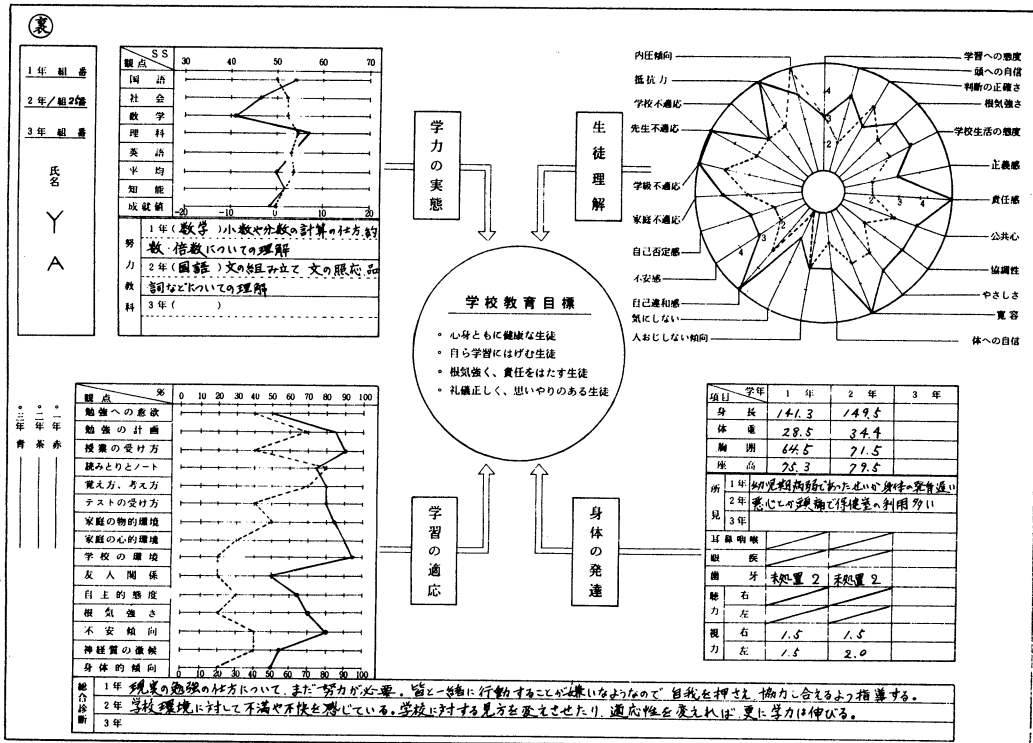 裏
1年 組 番
2年 1組 25番
3年 組 番
氏名
Y
A
観点
SS
30 40 50 60 70
国語
社会
数学
理科
英語
平均
知能
成就値
-20 -10 0 10 20
努力教科
1年(数学)小数や分数の計算の仕方、約
数・倍数についての理解
2年(国語)文の組み立て 文の照応 品
詞などについての理解
3年( )
学力の実態
生徒理解
学校教育目標
◦ 心身ともに健康な生徒
◦ 自ら学習にはげむ生徒
◦ 根気強く、責任をはたす生徒
◦ 礼儀正しく、思いやりのある生徒
学習の適応
身体の発達
内圧傾向
抵抗力
学校不適応
先生不適応
学級不適応
家庭不適応
自己否定感
不安感
自己違和感
気にしない
人おじしない傾向
学習への態度
頭への自信
判断の正確さ
根気強さ
学校生活の態度
正義感
責任感
公共心
協調性
やさしさ
寛容
体への自信
◦一年 赤
◦二年 茶
◦三年 青
観点
%
0 10 20 30 40 50 60 70 80 90 100
勉強への意欲
勉強の計画
授業の受け方
読みとりとノート
覚え方、考え方
テストの受け方
家庭の物的環境
家庭の心的環境
学校の環境
友人関係
自主的態度
根気強さ
不安傾向
神経質の徴候
身体的傾向
0 10 20 30 40 50 60 70 80 90 100
項目 学年 1年 2年 3年
身長 141.3 149.5
体重 28.5 34.4
胸囲 64.5 71.5
座高 75.3 79.5
所見
1年 幼児期病弱であったせいか身体の発育遅い
2年 悪心とか頭痛で保健室の利用多い
3年
耳鼻咽喉
眼疾
歯牙 未処置2 未処置2
聴力 右
左
視力 右 1.5 1.5
左 1.5 2.0
総合診断
1年 現実の勉強の仕方について、まだ努力が必要。皆と一緒に行動することが嫌いなようなので 自我を押さえ 協力し合えるよう指導する。
2年 学校環境に対して不満や不快を感じている。学校に対する見方を変えさせたり、適応性を変えれば、更に学力は伸びる。
3年